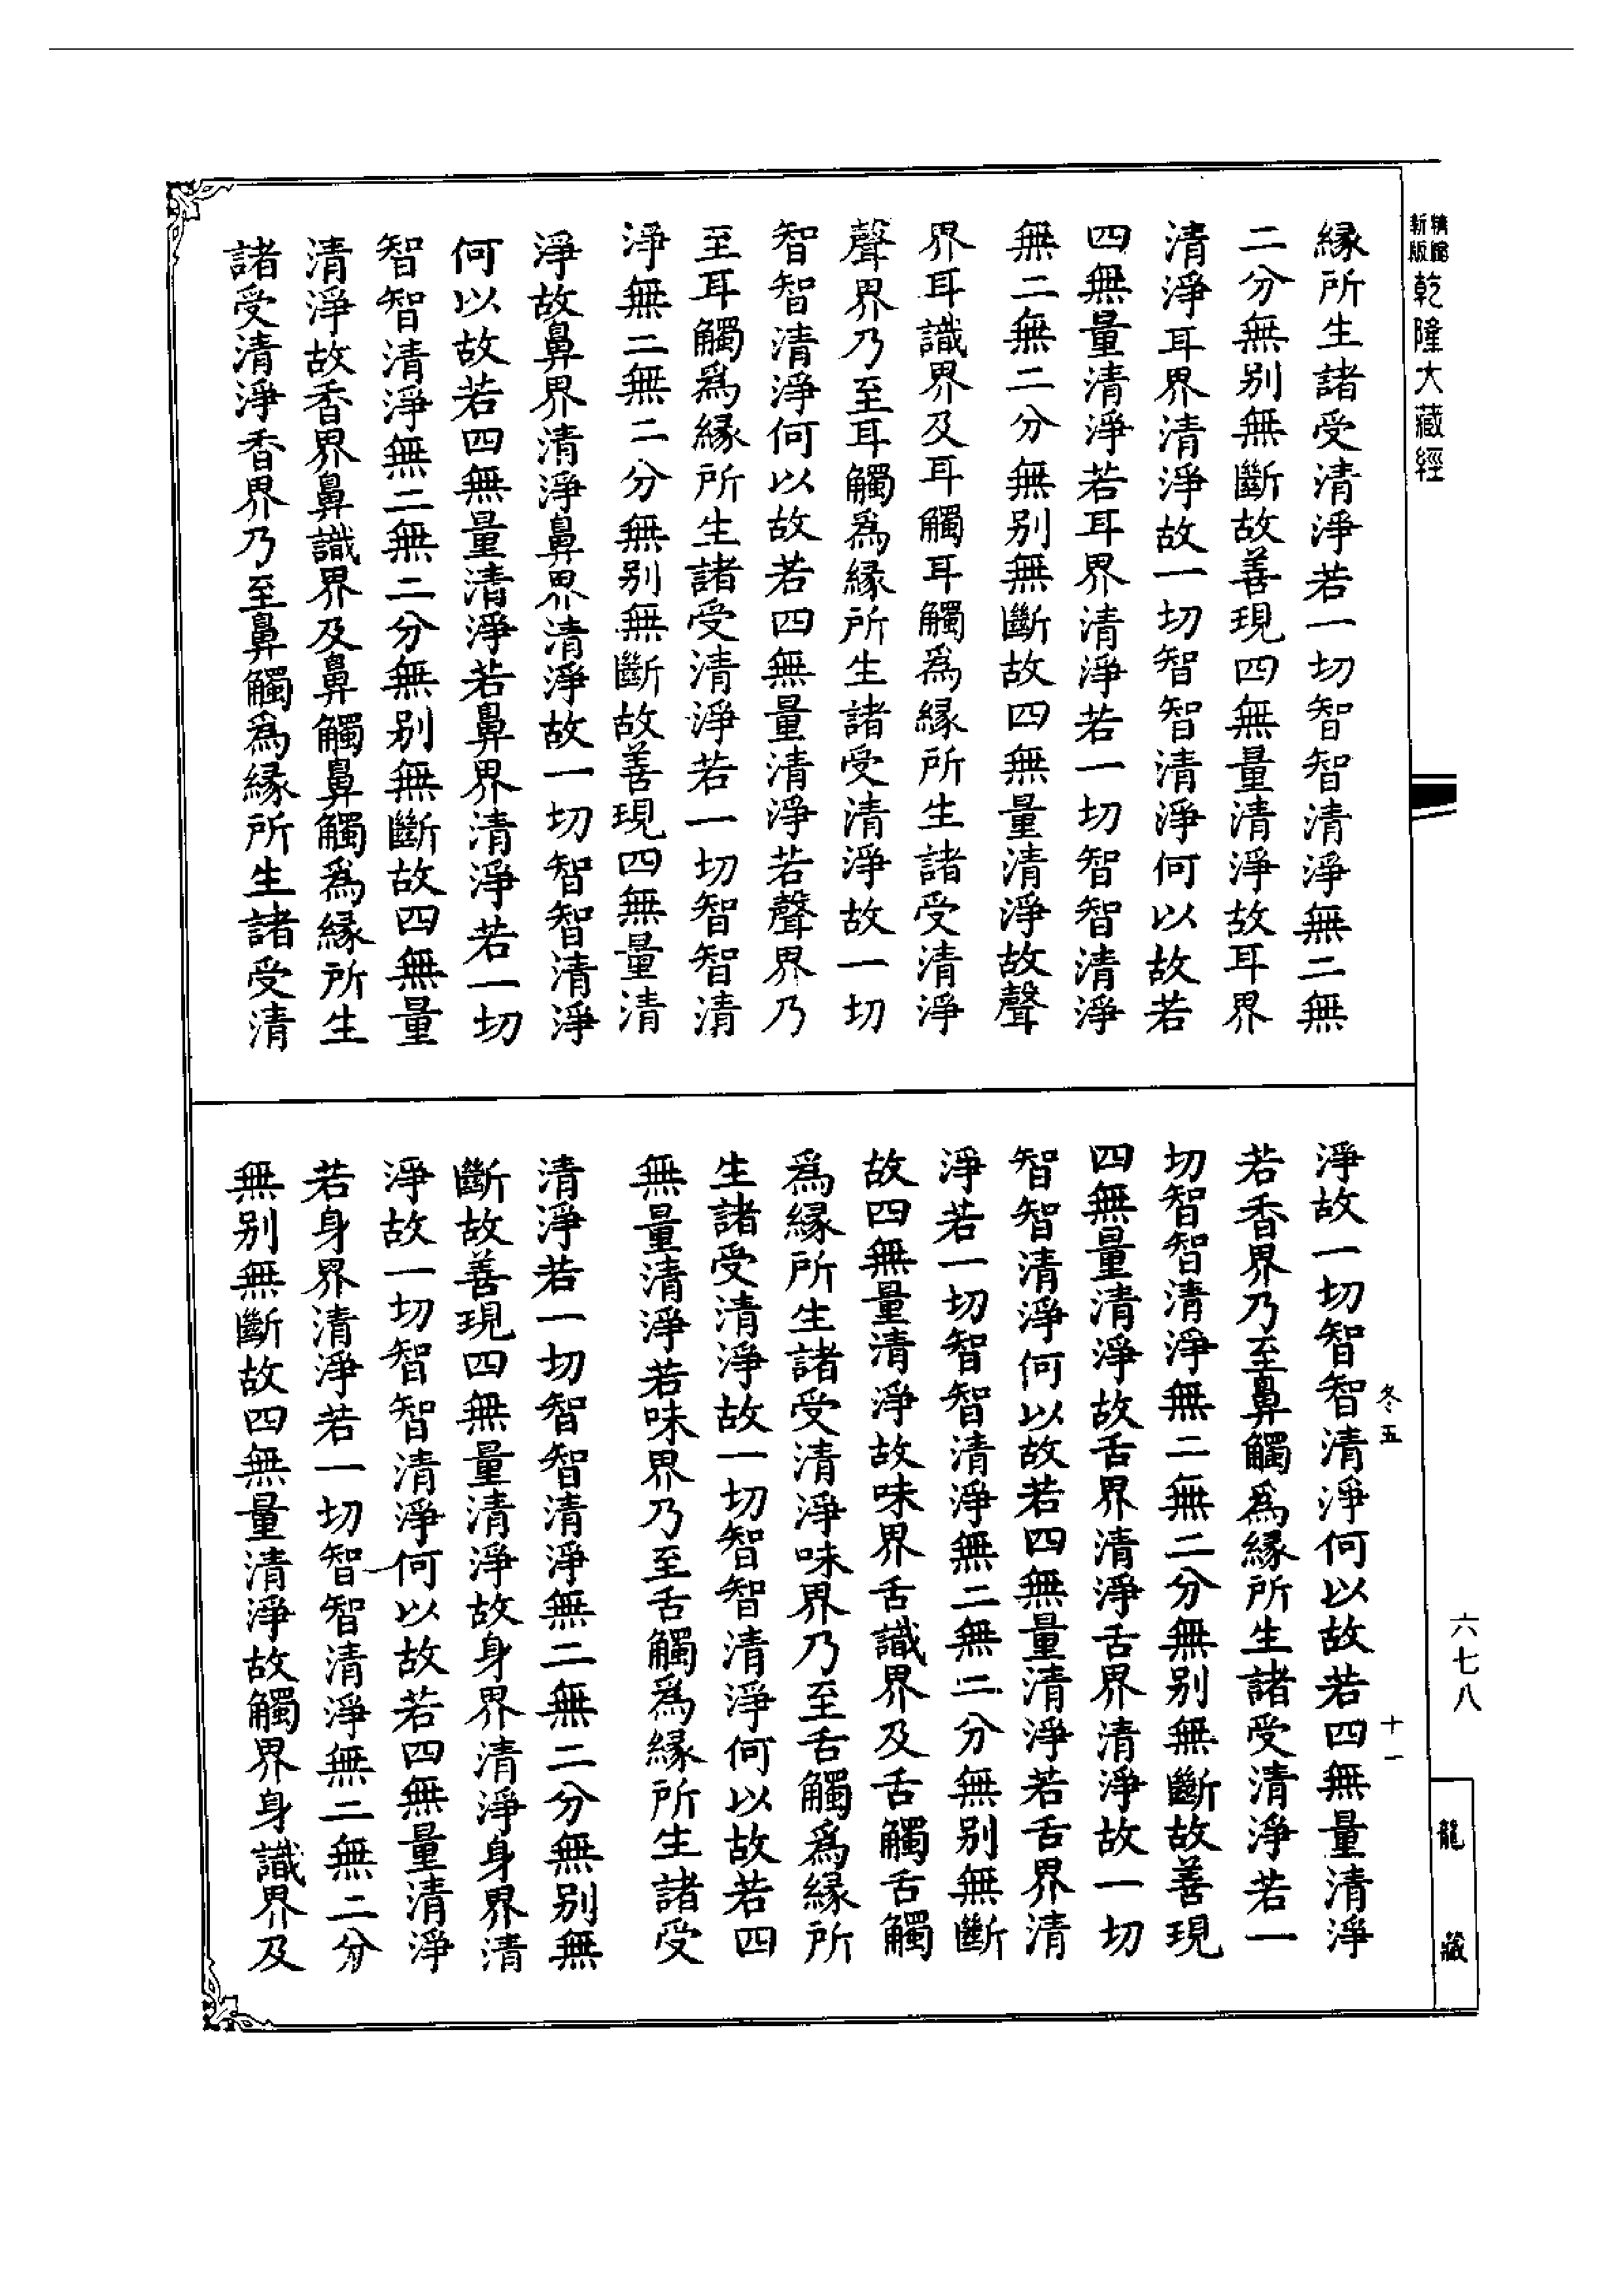 新版
精縮
乾隆大藏經
緣所生諸受清淨若一切智智清淨無二無
二分無別無斷故善現四無量清淨故耳界
清淨耳界清淨故一切智智清淨何以故若
四無量清淨若耳界清淨若一切智智清淨
無二無二分無別無斷故四無量清淨故聲
界耳識界及耳觸耳觸為緣所生諸受清淨
聲界乃至耳觸為緣所生諸受清淨故一切
智智清淨何以故若四無量清淨若聲界乃
至耳觸為緣所生諸受清淨若一切智智清
淨無二無二分無別無斷故善現四無量清
淨故鼻界清淨鼻界清淨故一切智智清淨
何以故若四無量清淨若鼻界清淨若一切
智智清淨無二無二分無別無斷故四無量
清淨故香界鼻識界及鼻觸鼻觸為緣所生
諸受清淨香界乃至鼻觸為緣所生諸受清
淨故一切智智清淨何以故若四無量清淨
若香界乃至鼻觸為緣所生諸受清淨若一
切智智清淨無二無二分無別無斷故善現
四無量清淨故舌界清淨舌界清淨故一切
智智清淨何以故若四無量清淨若舌界清
淨若一切智智清淨無二無二分無別無斷
故四無量清淨故味界舌識界及舌觸舌觸
為緣所生諸受清淨味界乃至舌觸為緣所
生諸受清淨故一切智智清淨何以故若四
無量清淨若味界乃至舌觸為緣所生諸受
清淨若一切智智清淨無二無二分無別無
斷故善現四無量清淨故身界清淨身界清
淨故一切智智清淨何以故若四無量清淨
若身界清淨若一切智智清淨無二無二分
無別無斷故四無量清淨故觸界身識界及
冬五
十一
六七八
龍藏